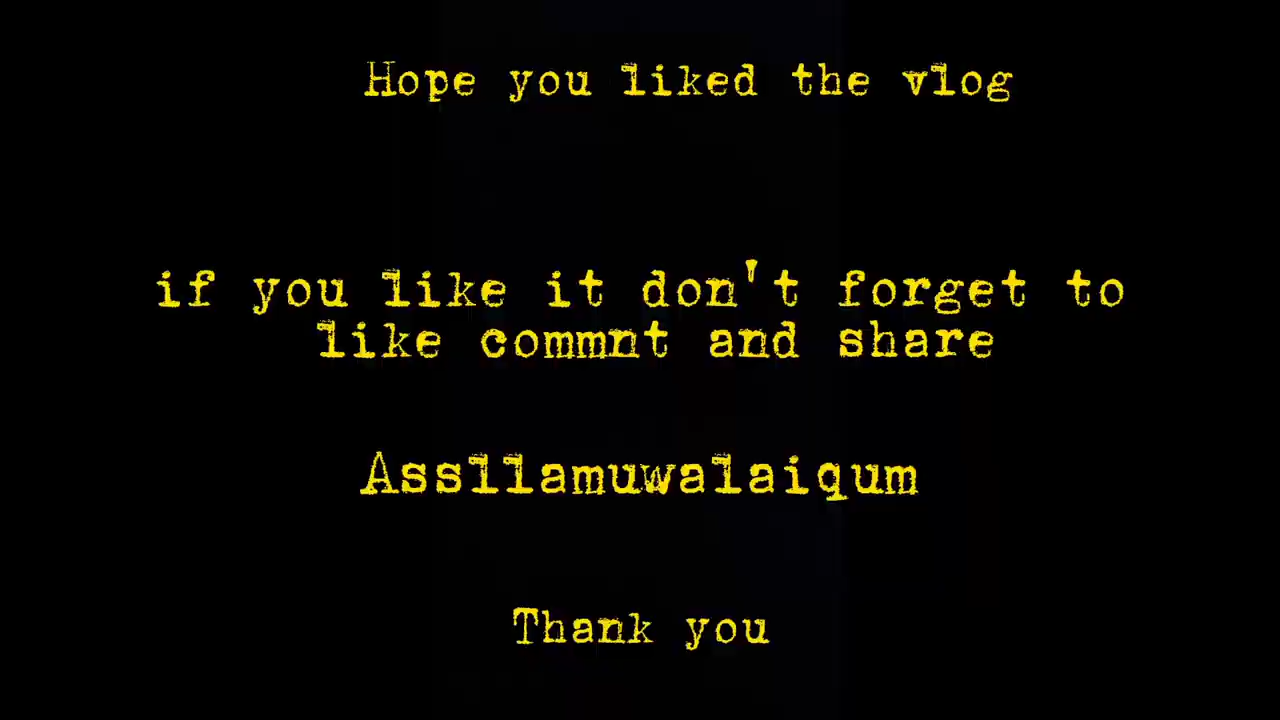 Hope you liked the vlog
if you like it don't forget to
like commnt and share
Assllamuwalaiqum
Thank you